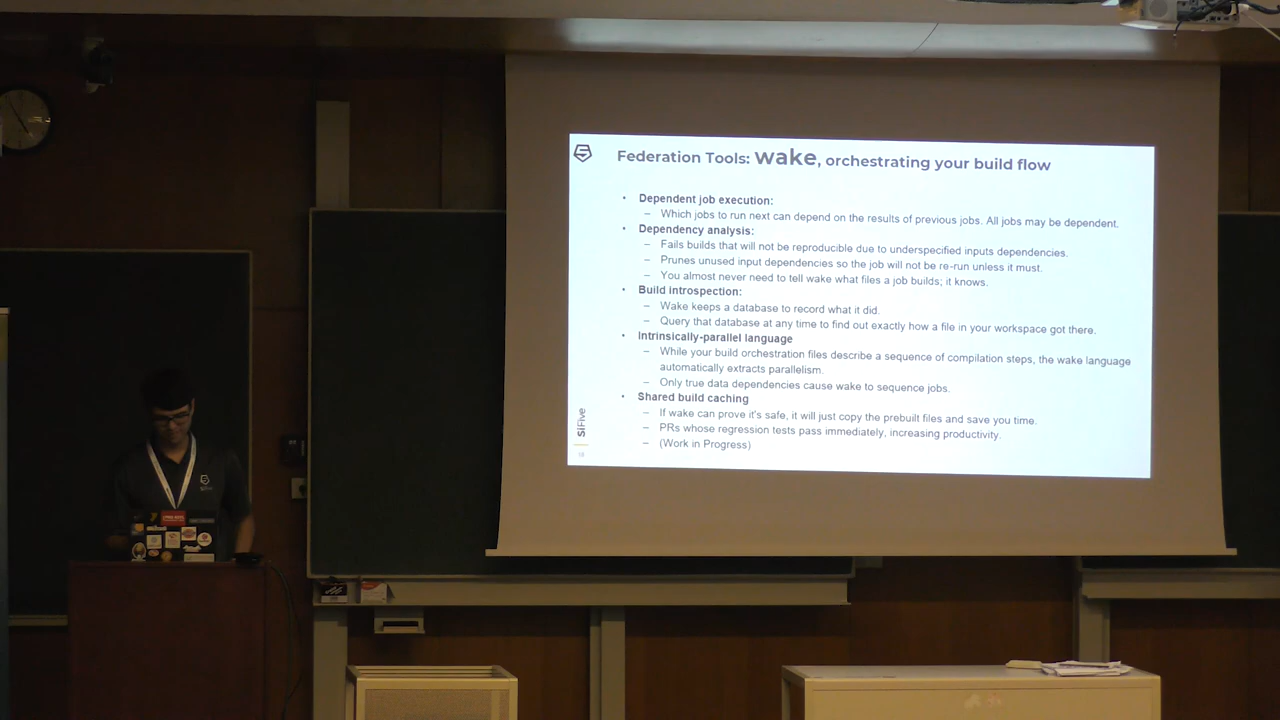 Federation Tools: wake, orchestrating your build flow
• Dependent job execution:
– Which jobs to run next can depend on the results of previous jobs. All jobs may be dependent.
• Dependency analysis:
– Fails builds that will not be reproducible due to underspecified inputs dependencies.
– Prunes unused input dependencies so the job will not be re-run unless it must.
– You almost never need to tell wake what files a job builds; it knows.
• Build introspection:
– Wake keeps a database to record what it did.
– Query that database at any time to find out exactly how a file in your workspace got there.
• Intrinsically-parallel language
– While your build orchestration files describe a sequence of compilation steps, the wake language
automatically extracts parallelism.
– Only true data dependencies cause wake to sequence jobs.
• Shared build caching
– If wake can prove it's safe, it will just copy the prebuilt files and save you time.
– PRs whose regression tests pass immediately, increasing productivity.
– (Work in Progress)
SiFive